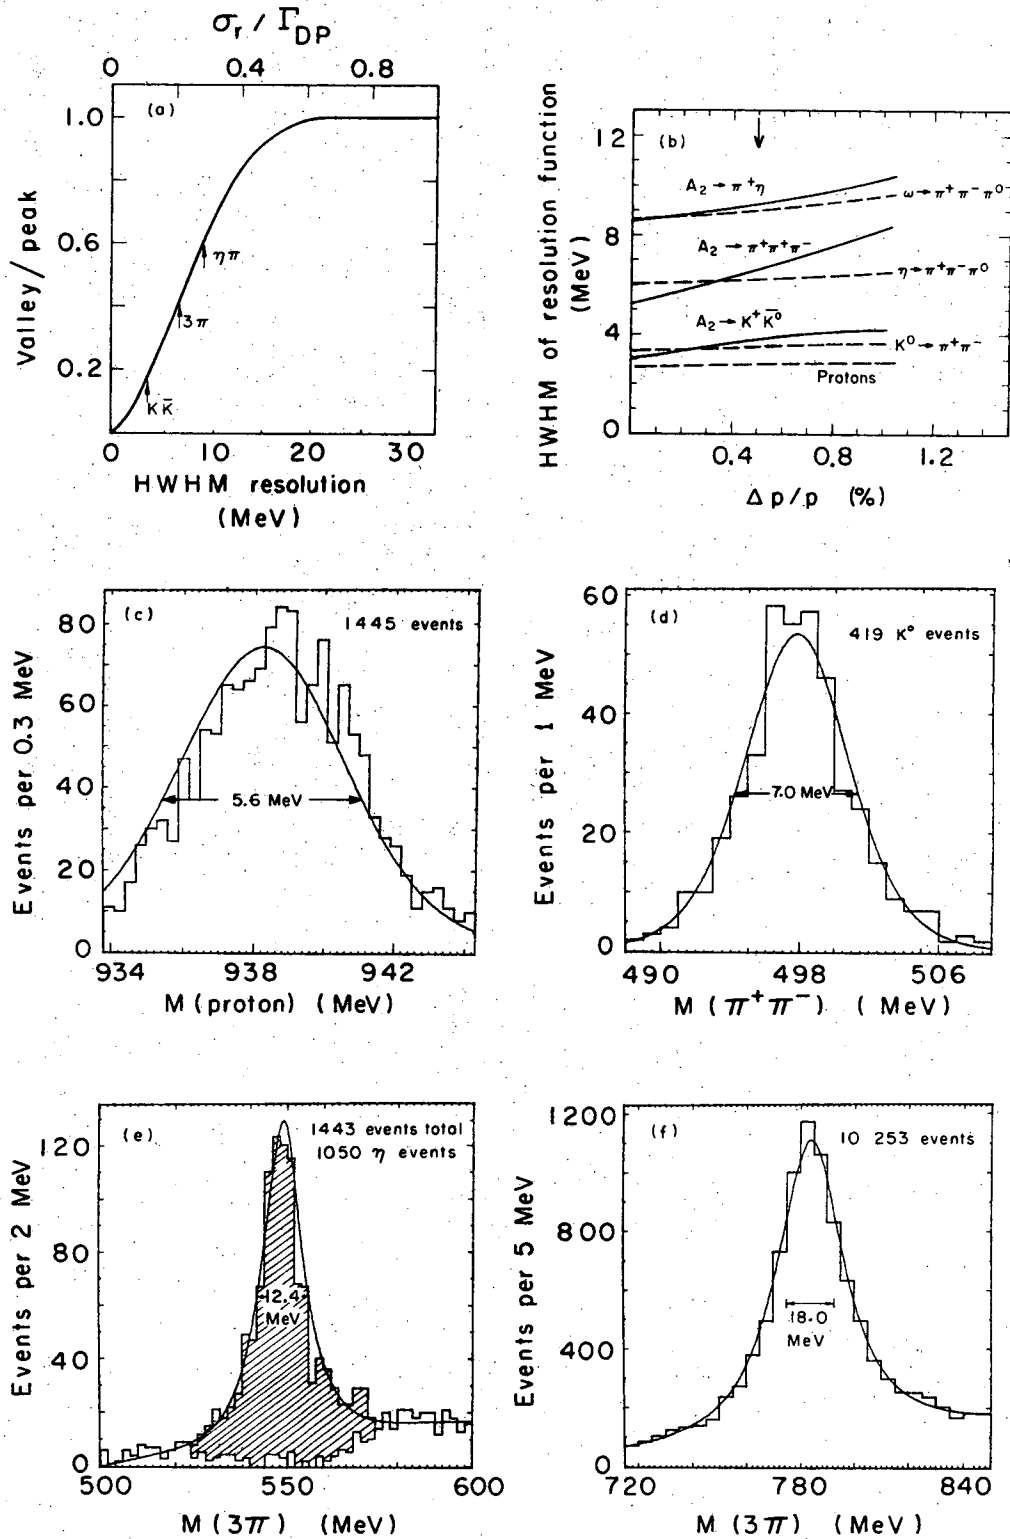 σr / ΓDP
0 0.4 0.8
(a)
1.0
0.6
0.2
Valley/peak
ηπ
3π
K K̅
0 10 20 30
HWHM resolution
(MeV)
HWHM of resolution function
(MeV)
12
8
4
0
(b)
A₂→π⁺η
ω→π⁺π⁻π⁰
A₂→π⁺π⁺π⁻
η→π⁺π⁻π⁰
A₂→K⁺K̅⁰
K⁰→π⁺π⁻
Protons
0.4 0.8 1.2
Δp/p (%)
(c)
1445 events
80
60
40
20
0
Events per 0.3 MeV
5.6 MeV
934 938 942
M (proton) (MeV)
(d)
419 K⁰ events
60
40
20
0
Events per 1 MeV
7.0 MeV
490 498 506
M (π⁺π⁻) (MeV)
(e)
1443 events total
1050 η events
120
80
40
0
Events per 2 MeV
12.4
MeV
500 550 600
M (3π) (MeV)
(f)
10 253 events
1200
800
400
0
Events per 5 MeV
18.0
MeV
720 780 840
M (3π) (MeV)